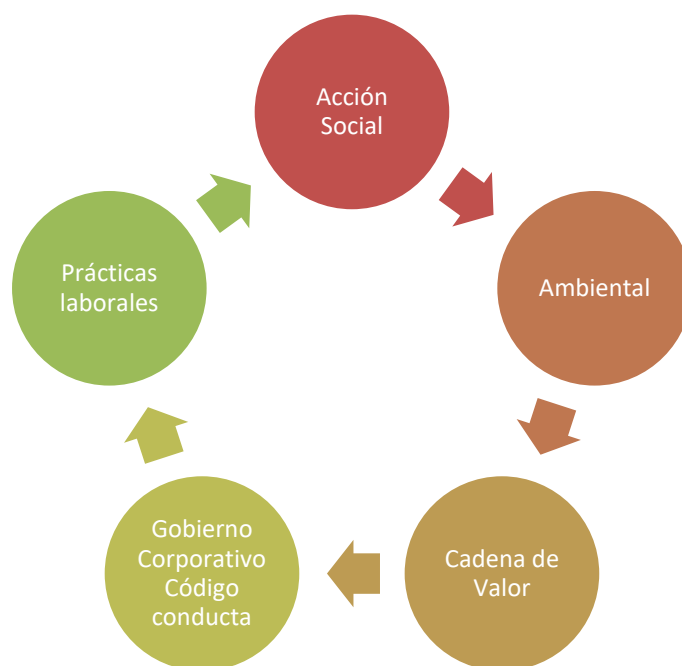 Acción
Social
Ambiental
Cadena de
Valor
Gobierno
Corporativo
Código
conducta
Prácticas
laborales